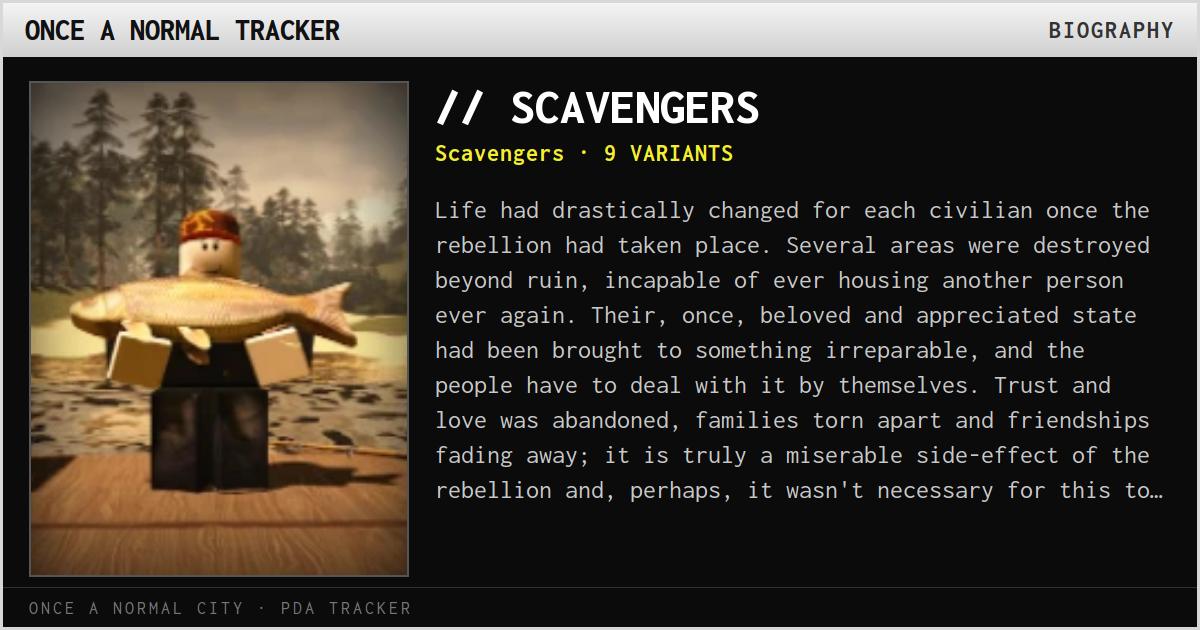 ONCE A NORMAL TRACKER
BIOGRAPHY
// SCAVENGERS
Scavengers · 9 VARIANTS
Life had drastically changed for each civilian once the
rebellion had taken place. Several areas were destroyed
beyond ruin, incapable of ever housing another person
ever again. Their, once, beloved and appreciated state
had been brought to something irreparable, and the
people have to deal with it by themselves. Trust and
love was abandoned, families torn apart and friendships
fading away; it is truly a miserable side-effect of the
rebellion and, perhaps, it wasn't necessary for this to…
ONCE A NORMAL CITY · PDA TRACKER